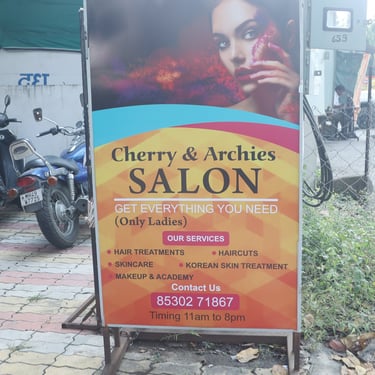 Cherry & Archies
SALON
GET EVERYTHING YOU NEED
(Only Ladies)
OUR SERVICES
• HAIR TREATMENTS • HAIRCUTS
• SKINCARE • KOREAN SKIN TREATMENT
• MAKEUP & ACADEMY
Contact Us
85302 71867
Timing 11am to 8pm